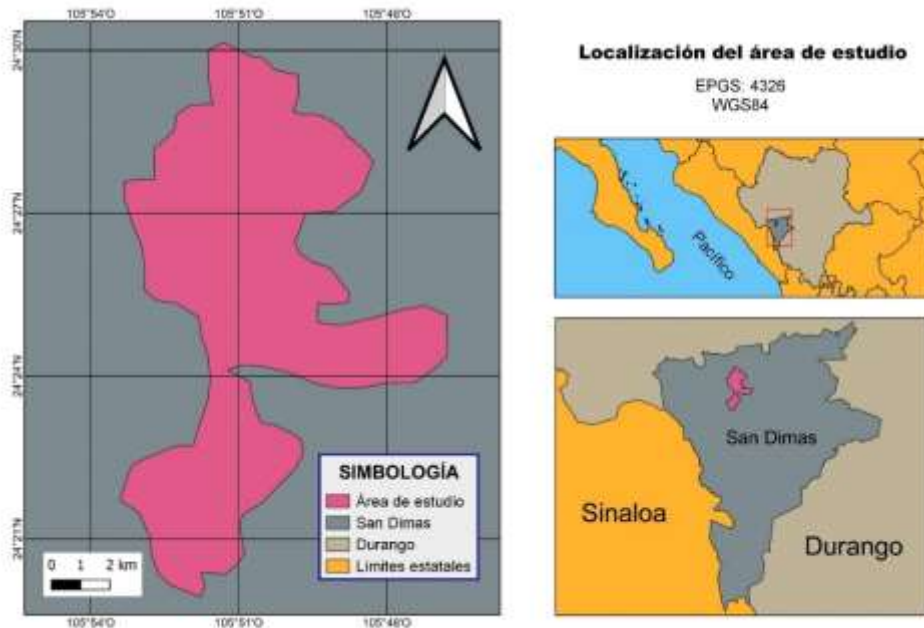 105°54'O 105°51'O 105°48'O
24°30'N
24°27'N
24°24'N
24°21'N
SIMBOLOGÍA
Área de estudio
San Dimas
Durango
Limites estatales
0 1 2 km
105°54'O 105°51'O 105°48'O
Localización del área de estudio
EPGS: 4326
WGS84
Pacífico
San Dimas
Sinaloa
Durango